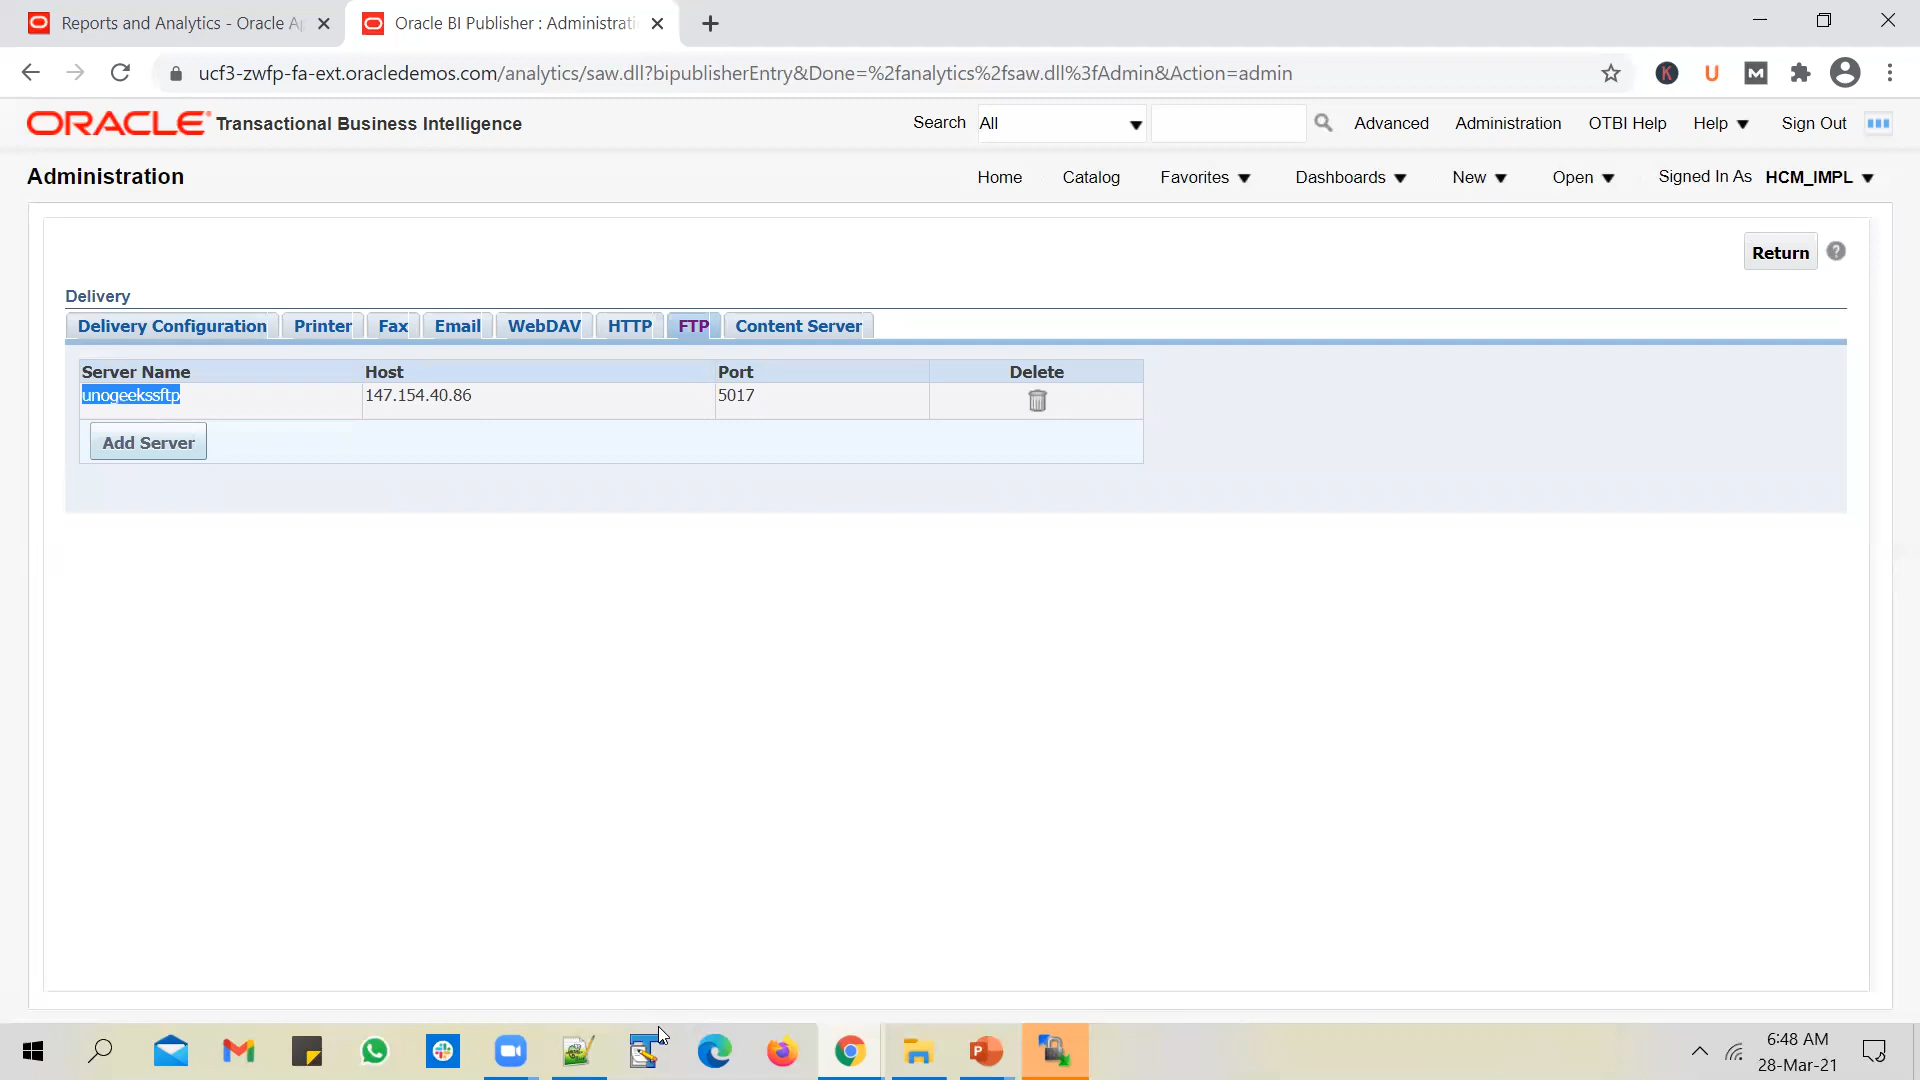 Reports and Analytics - Oracle Ap
Oracle BI Publisher : Administrati
ucf3-zwfp-fa-ext.oracledemos.com/analytics/saw.dll?bipublisherEntry&Done=%2fanalytics%2fsaw.dll%3fAdmin&Action=admin
ORACLE Transactional Business Intelligence
Search All Advanced Administration OTBI Help Help Sign Out
Administration
Home Catalog Favorites Dashboards New Open Signed In As HCM_IMPL
Return
Delivery
Delivery Configuration Printer Fax Email WebDAV HTTP FTP Content Server
Server Name Host Port Delete
unogeekssftp 147.154.40.86 5017
Add Server
6:48 AM
28-Mar-21